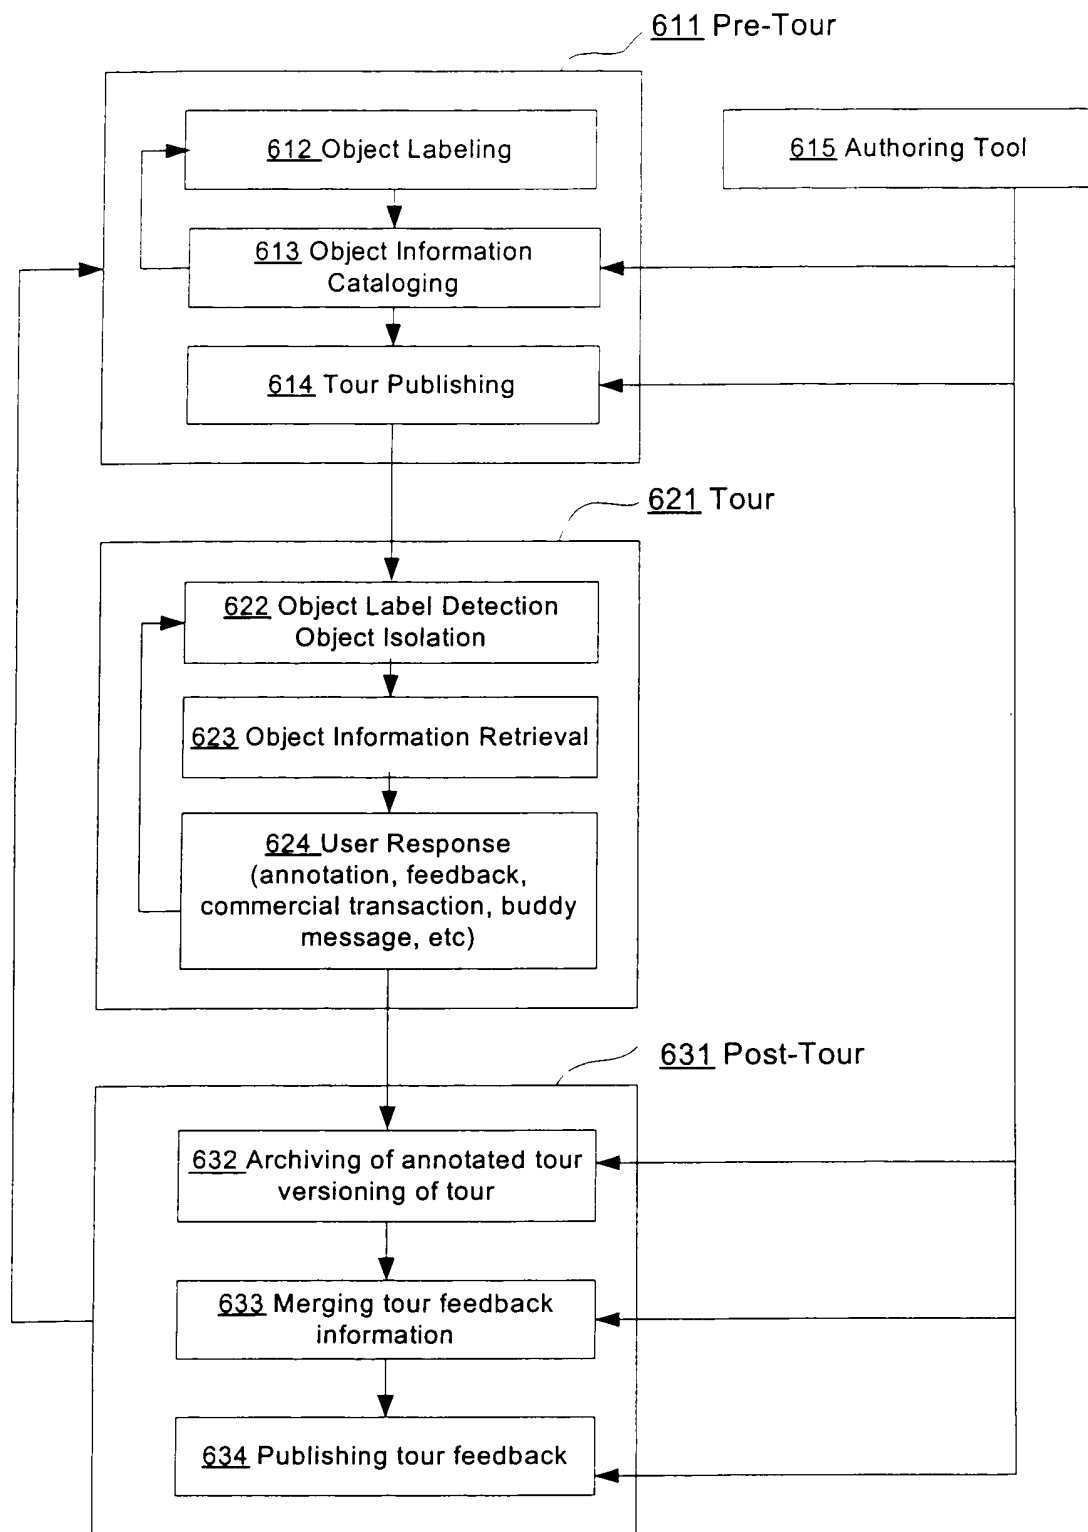 611 Pre-Tour
612 Object Labeling
615 Authoring Tool
613 Object Information
Cataloging
614 Tour Publishing
621 Tour
622 Object Label Detection
Object Isolation
623 Object Information Retrieval
624 User Response
(annotation, feedback,
commercial transaction, buddy
message, etc)
631 Post-Tour
632 Archiving of annotated tour
versioning of tour
633 Merging tour feedback
information
634 Publishing tour feedback